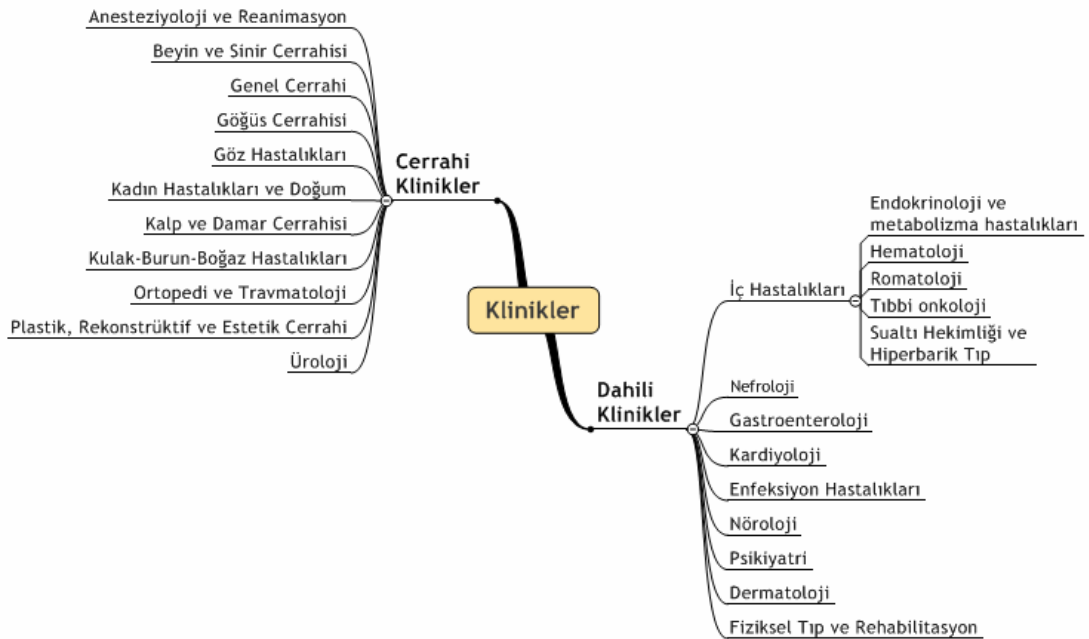 Anesteziyoloji ve Reanimasyon
Beyin ve Sinir Cerrahisi
Genel Cerrahi
Göğüs Cerrahisi
Göz Hastalıkları
Kadın Hastalıkları ve Doğum
Kalp ve Damar Cerrahisi
Kulak-Burun-Boğaz Hastalıkları
Ortopedi ve Travmatoloji
Plastik, Rekonstrüktif ve Estetik Cerrahi
Üroloji
Cerrahi
Klinikler
Klinikler
Dahili
Klinikler
İç Hastalıkları
Endokrinoloji ve
metabolizma hastalıkları
Hematoloji
Romatoloji
Tıbbi onkoloji
Sualtı Hekimliği ve
Hiperbarik Tıp
Nefroloji
Gastroenteroloji
Kardiyoloji
Enfeksiyon Hastalıkları
Nöroloji
Psikiyatri
Dermatoloji
Fiziksel Tıp ve Rehabilitasyon